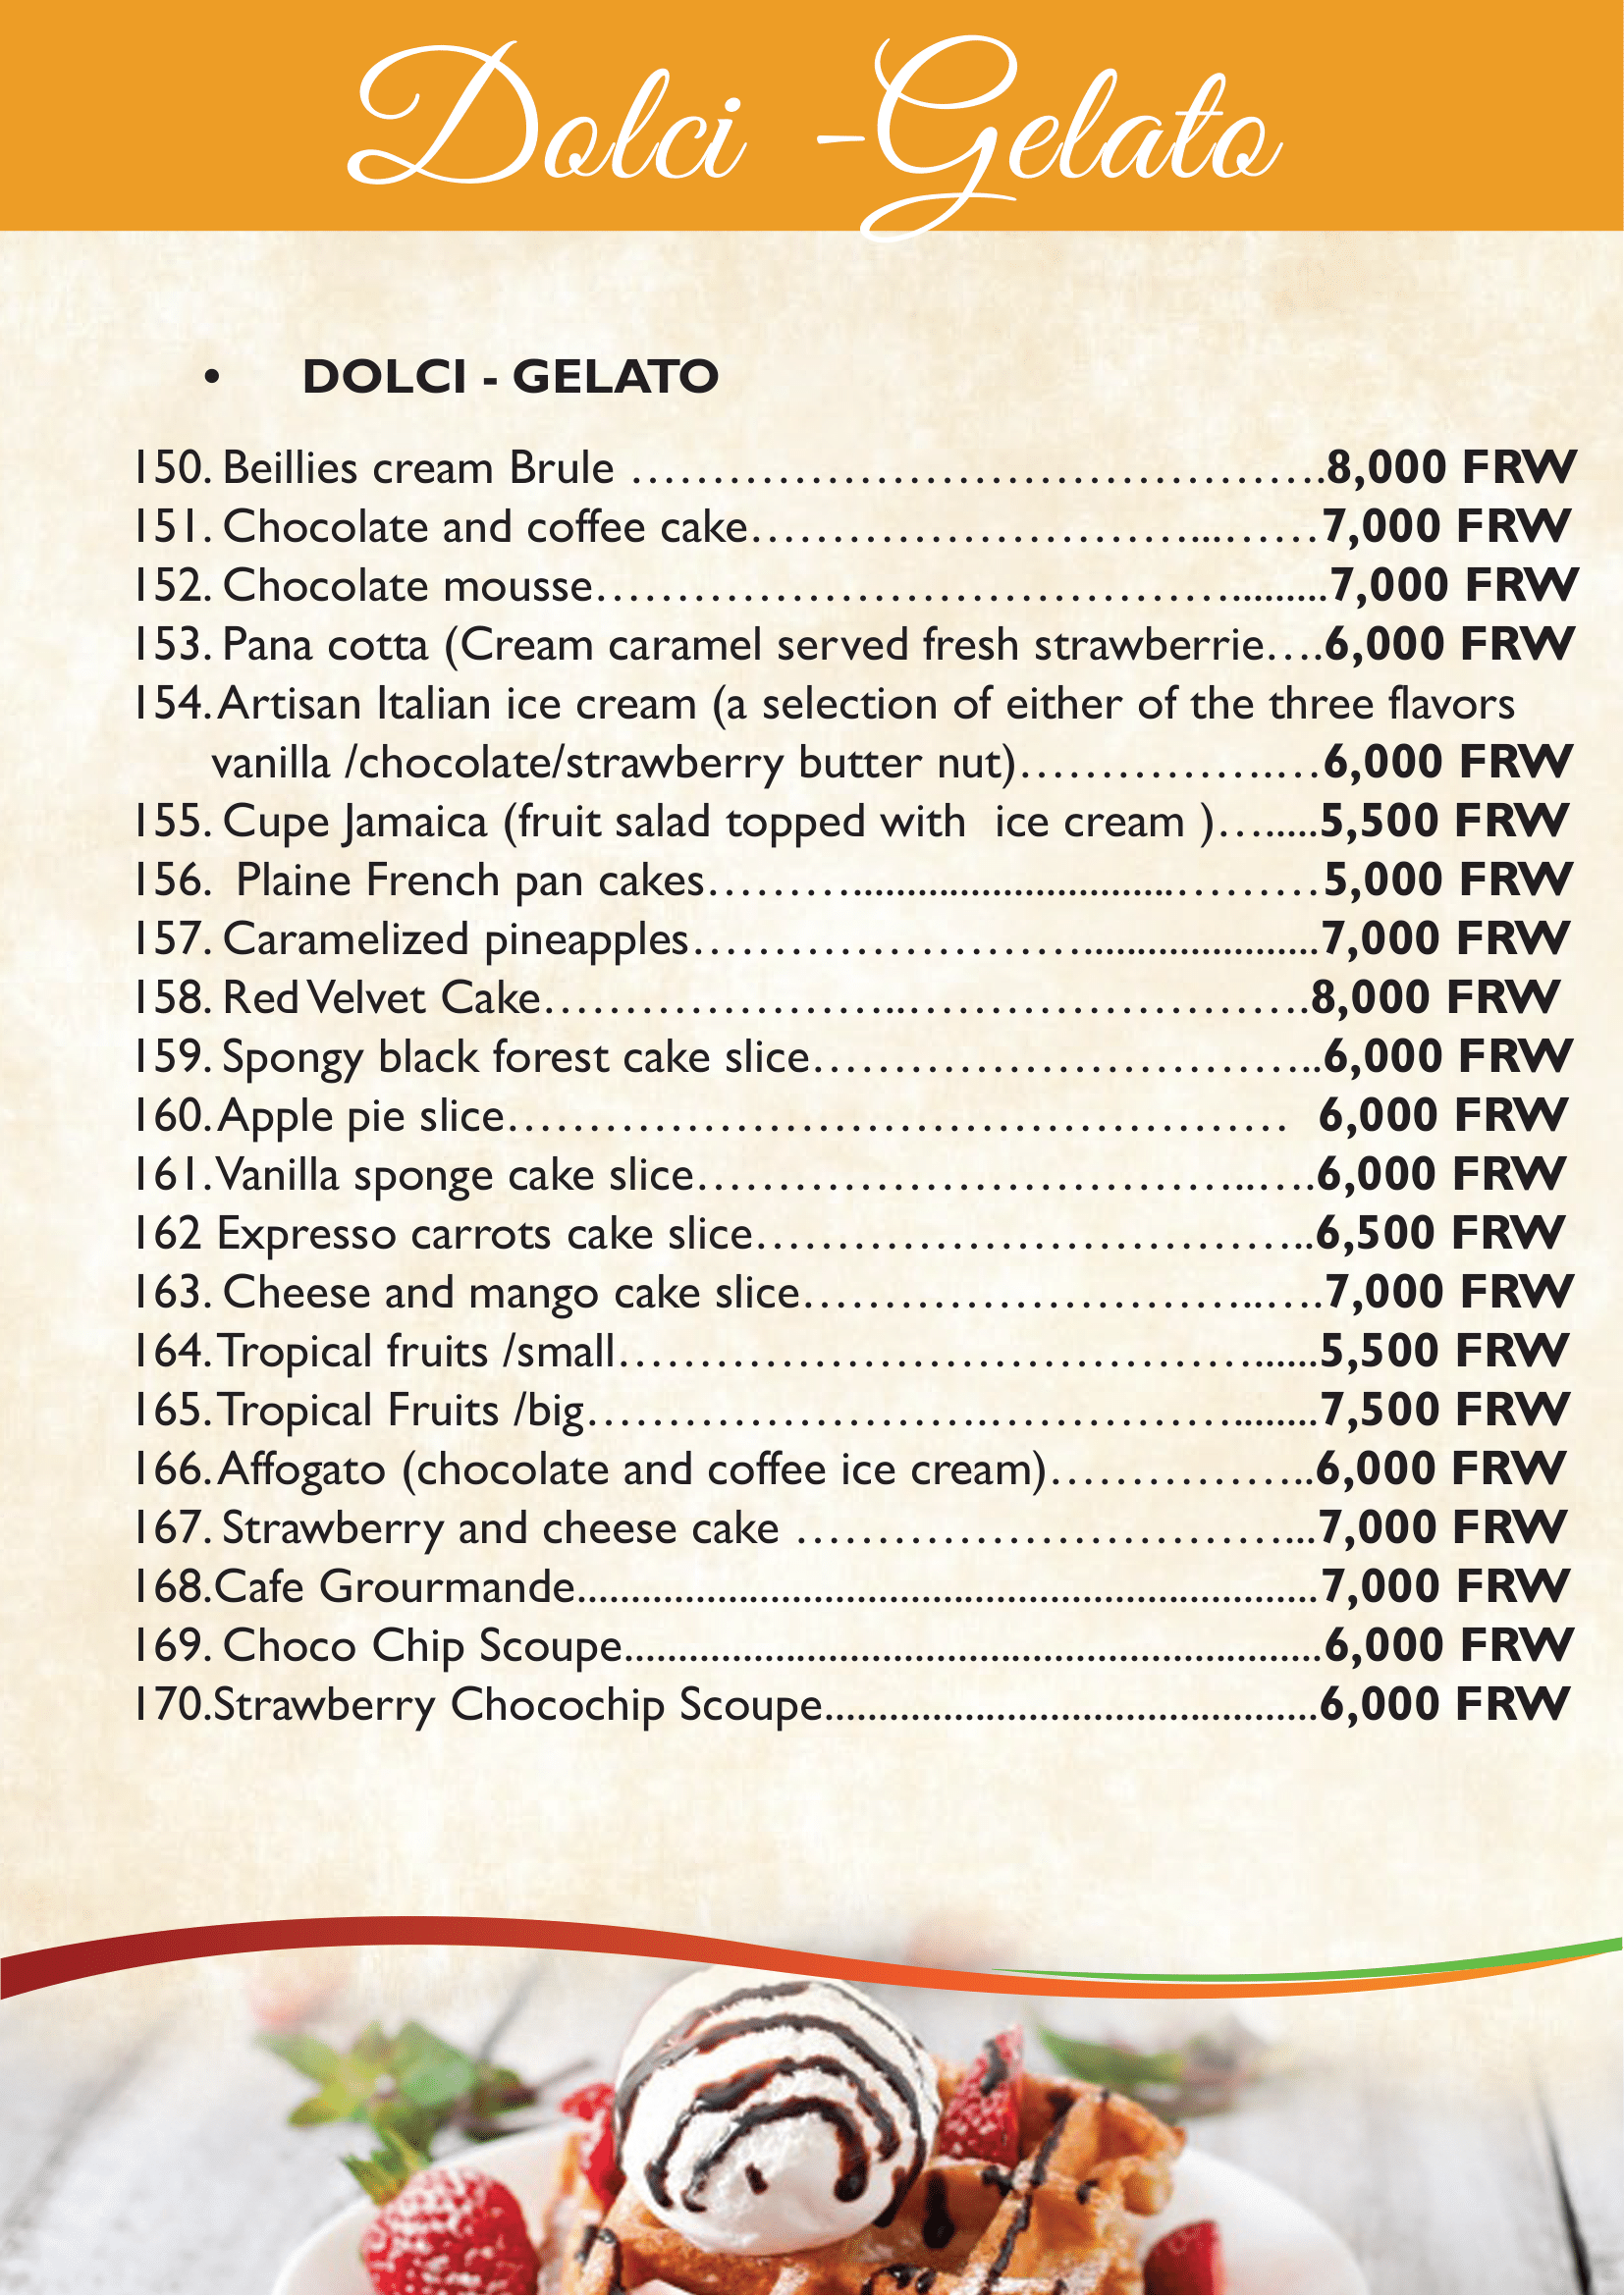 Dolci -Gelato
• DOLCI - GELATO
150. Beillies cream Brule ……………………………………….8,000 FRW
151. Chocolate and coffee cake………………………...……7,000 FRW
152. Chocolate mousse…………………………………….........7,000 FRW
153. Pana cotta (Cream caramel served fresh strawberrie….6,000 FRW
154. Artisan Italian ice cream (a selection of either of the three flavors
vanilla /chocolate/strawberry butter nut)…………….…6,000 FRW
155. Cupe Jamaica (fruit salad topped with ice cream )….....5,500 FRW
156. Plaine French pan cakes………..............................………5,000 FRW
157. Caramelized pineapples……………………......................7,000 FRW
158. Red Velvet Cake…………………..…………………….8,000 FRW
159. Spongy black forest cake slice…………………………..6,000 FRW
160. Apple pie slice………………………………………… 6,000 FRW
161. Vanilla sponge cake slice……………………………..….6,000 FRW
162 Expresso carrots cake slice……………………………..6,500 FRW
163. Cheese and mango cake slice………………………..….7,000 FRW
164. Tropical fruits /small…………………………………......5,500 FRW
165. Tropical Fruits /big…………………….……………........7,500 FRW
166. Affogato (chocolate and coffee ice cream)……………..6,000 FRW
167. Strawberry and cheese cake …………………………...7,000 FRW
168.Cafe Grourmande.....................................................................7,000 FRW
169. Choco Chip Scoupe.................................................................6,000 FRW
170.Strawberry Chocochip Scoupe..............................................6,000 FRW